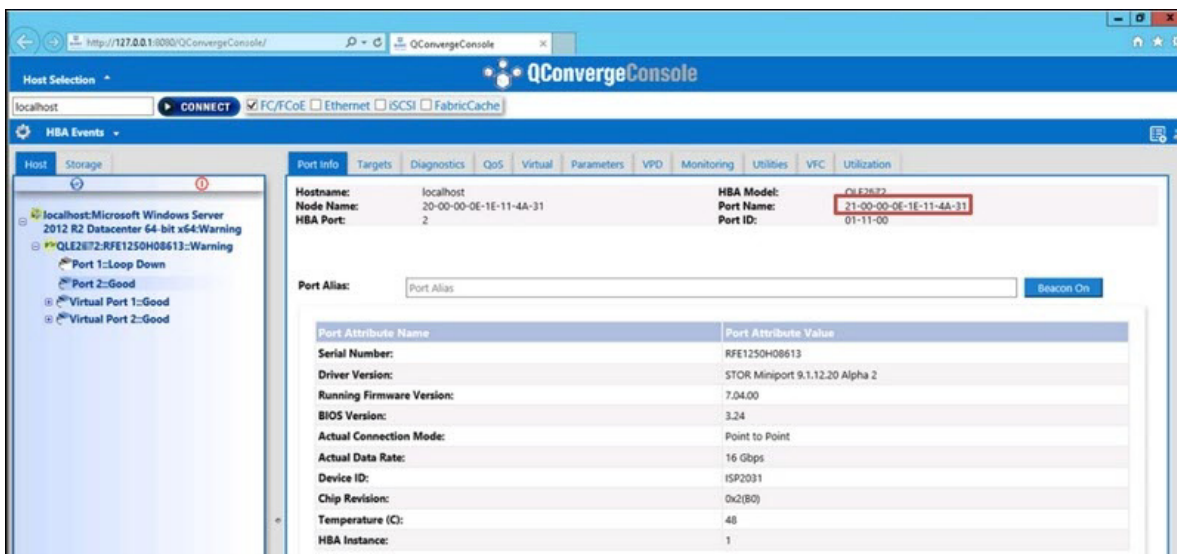 http://127.0.0.1:8080/QConvergeConsole/
QConvergeConsole
Host Selection
QConvergeConsole
localhost
CONNECT
FC/FCoE
Ethernet
iSCSI
FabricCache
HBA Events
Host
Storage
Port Info
Targets
Diagnostics
QoS
Virtual
Parameters
VPD
Monitoring
Utilities
VFC
Utilization
localhost:Microsoft Windows Server
2012 R2 Datacenter 64-bit x64:Warning
QLE2672:RFE1250H08613::Warning
Port 1::Loop Down
Port 2::Good
Virtual Port 1::Good
Virtual Port 2::Good
Hostname: localhost HBA Model: QLE2672
Node Name: 20-00-00-0E-1E-11-4A-31 Port Name: 21-00-00-0E-1E-11-4A-31
HBA Port: 2 Port ID: 01-11-00
Port Alias: Port Alias Beacon On
Port Attribute Name Port Attribute Value
Serial Number: RFE1250H08613
Driver Version: STOR Miniport 9.1.12.20 Alpha 2
Running Firmware Version: 7.04.00
BIOS Version: 3.24
Actual Connection Mode: Point to Point
Actual Data Rate: 16 Gbps
Device ID: ISP2031
Chip Revision: 0x2(B0)
Temperature (C): 48
HBA Instance: 1